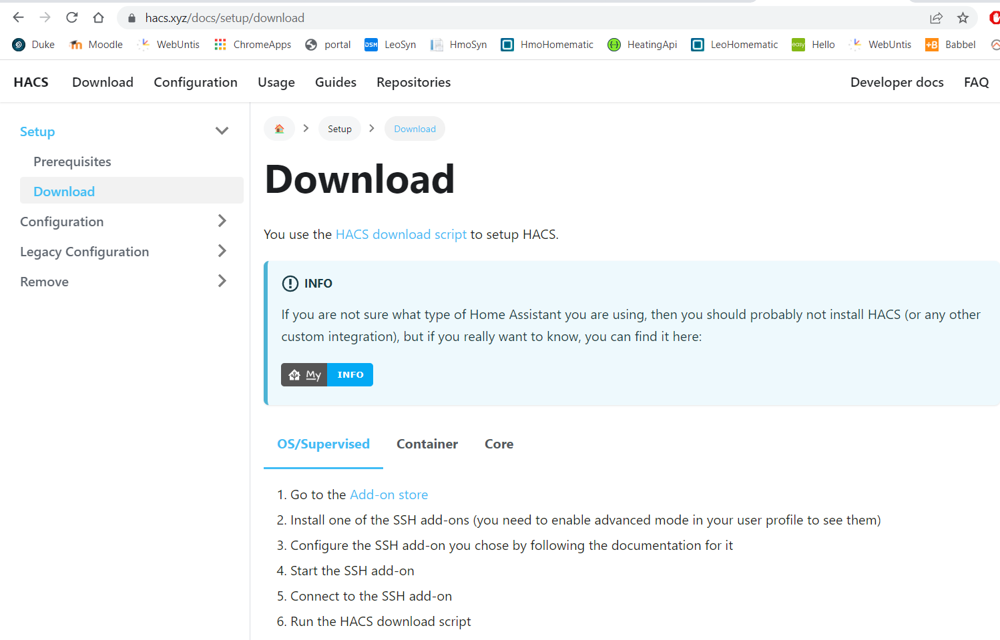 hacs.xyz/docs/setup/download
Duke Moodle WebUntis ChromeApps portal DSM LeoSyn HmoSyn HmoHomematic HeatingApi LeoHomematic easy Hello WebUntis +B Babbel
HACS Download Configuration Usage Guides Repositories Developer docs FAQ
Setup
Prerequisites
Download
Configuration
Legacy Configuration
Remove
Setup Download
Download
You use the HACS download script to setup HACS.
INFO
If you are not sure what type of Home Assistant you are using, then you should probably not install HACS (or any other
custom integration), but if you really want to know, you can find it here:
My INFO
OS/Supervised Container Core
1. Go to the Add-on store
2. Install one of the SSH add-ons (you need to enable advanced mode in your user profile to see them)
3. Configure the SSH add-on you chose by following the documentation for it
4. Start the SSH add-on
5. Connect to the SSH add-on
6. Run the HACS download script